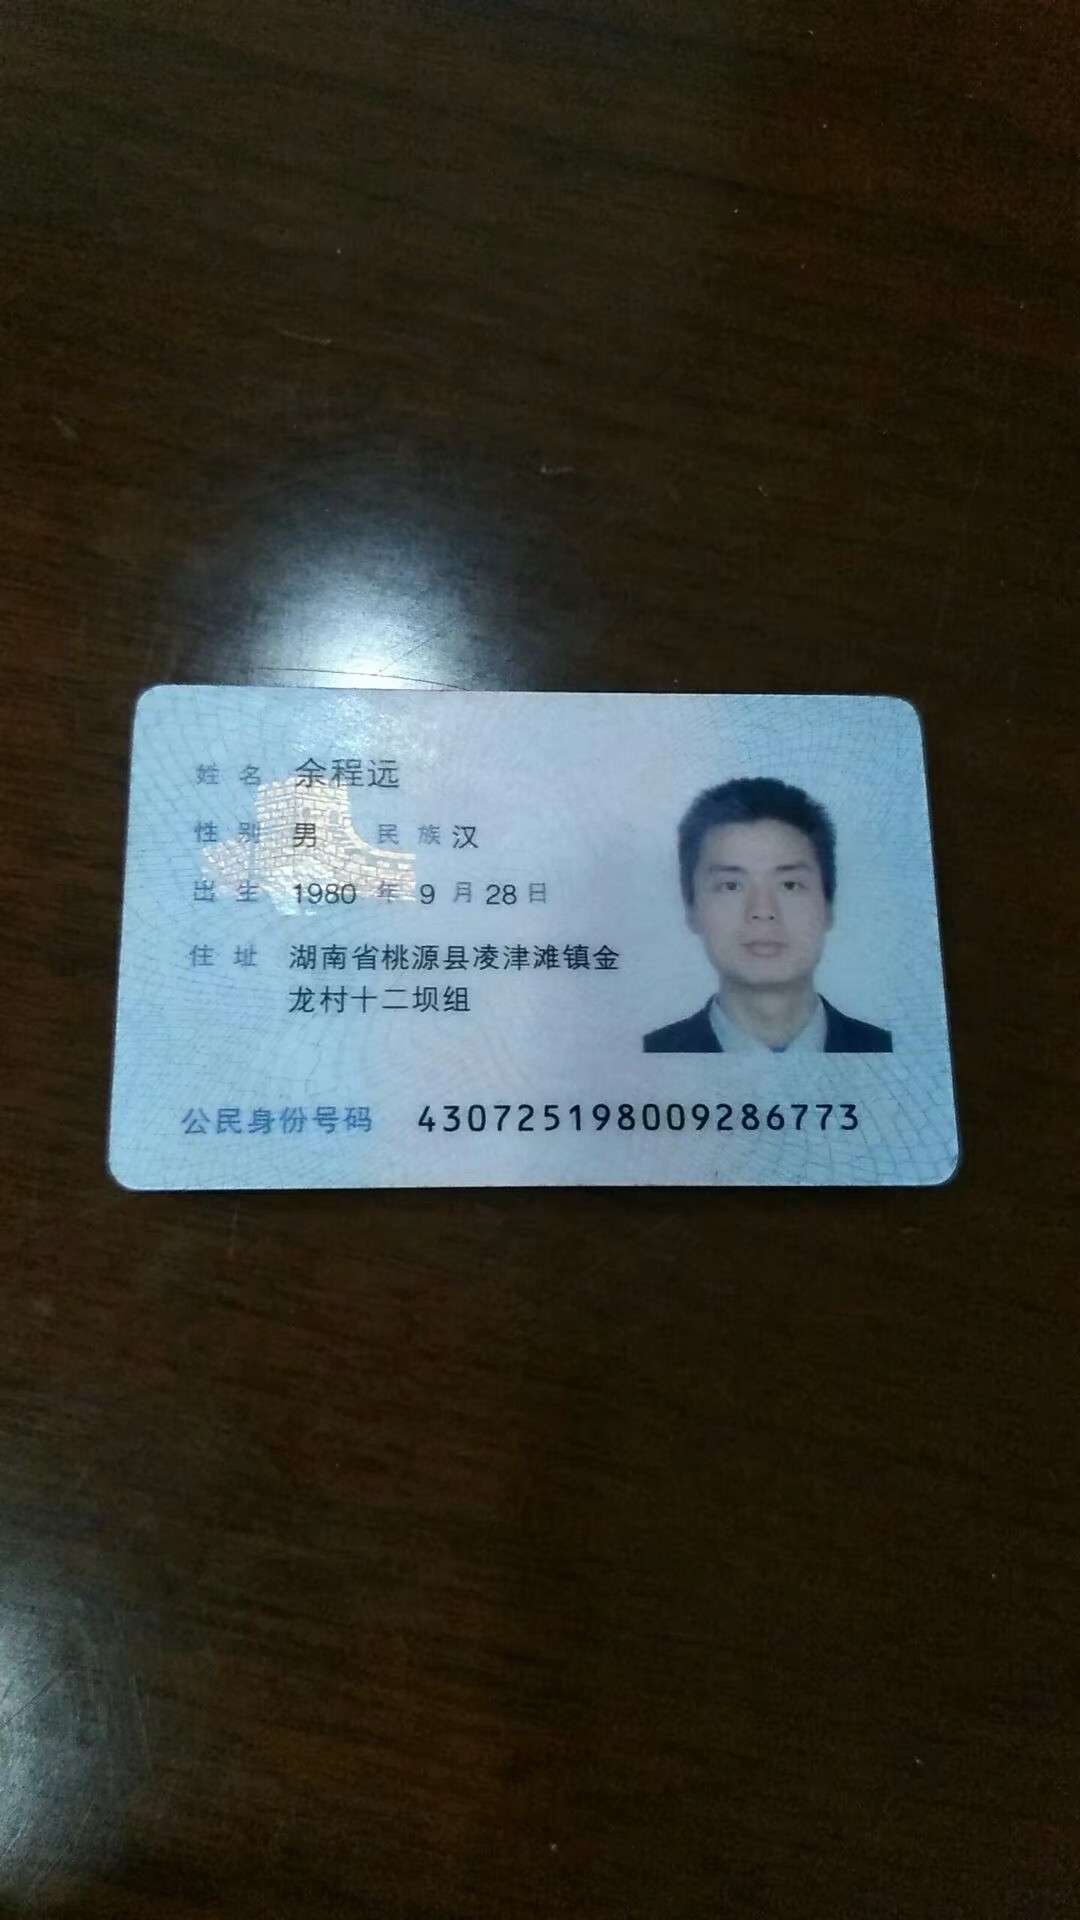 姓名 余程远
性别 男 民族 汉
出生 1980 年 9 月 28 日
住址 湖南省桃源县凌津滩镇金
龙村十二坝组
公民身份号码 430725198009286773